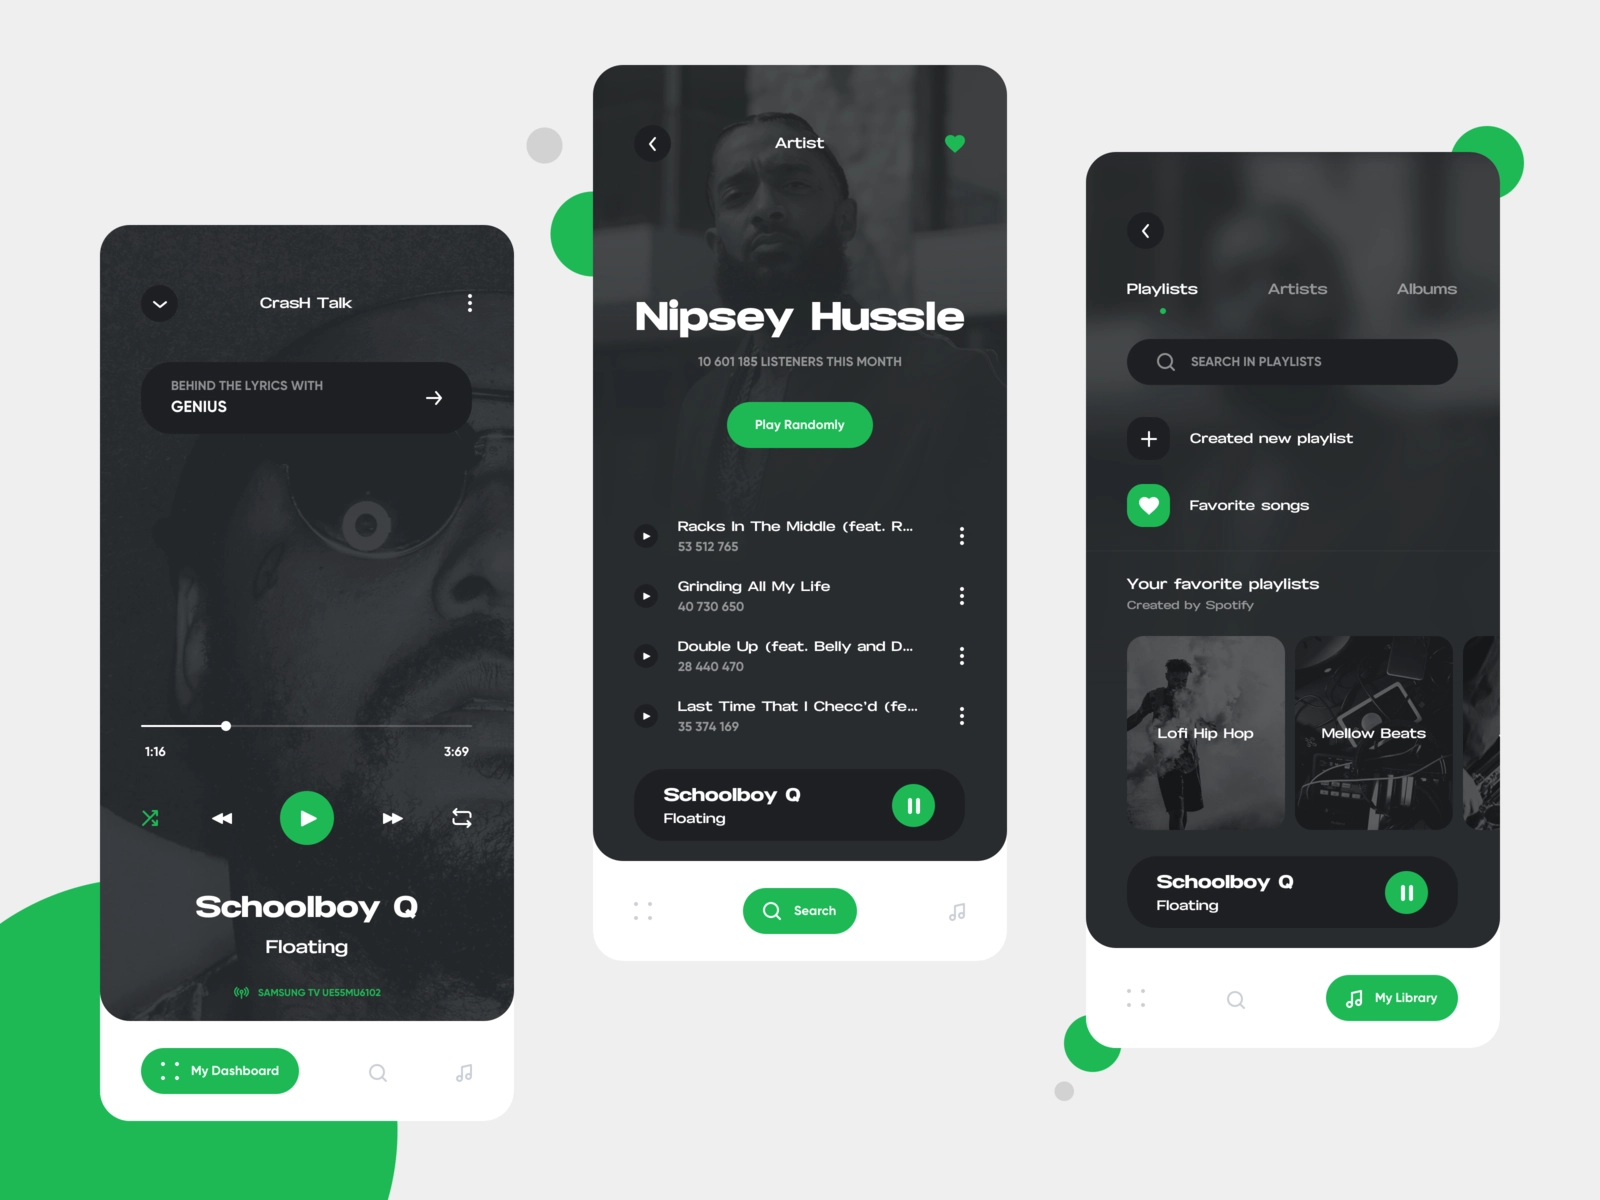 CrasH Talk
BEHIND THE LYRICS WITH
GENIUS
1:16
3:69
Schoolboy Q
Floating
SAMSUNG TV UE55MU6102
My Dashboard
Artist
Nipsey Hussle
10 601 185 LISTENERS THIS MONTH
Play Randomly
Racks In The Middle (feat. R...
53 512 765
Grinding All My Life
40 730 650
Double Up (feat. Belly and D...
28 440 470
Last Time That I Checc'd (fe...
35 374 169
Schoolboy Q
Floating
Search
Playlists
Artists
Albums
SEARCH IN PLAYLISTS
Created new playlist
Favorite songs
Your favorite playlists
Created by Spotify
Lofi Hip Hop
Mellow Beats
Schoolboy Q
Floating
My Library